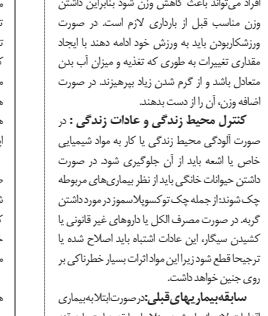 افراد می‌تواند باعث کاهش وزن شود بنابراین داشتن
وزن مناسب قبل از بارداری لازم است. در صورت
ورزشکاربودن باید به ورزش خود ادامه دهند با ایجاد
مقداری تغییرات به طوری که تغذیه و میزان آب بدن
متعادل باشد و از گرم شدن زیاد بپرهیزند. در صورت
اضافه وزن، آن را از دست بدهند.
کنترل محیط زندگی و عادات زندگی : در
صورت آلودگی محیط زندگی یا کار به مواد شیمیایی
خاص یا اشعه باید از آن جلوگیری شود. در صورت
داشتن حیوانات خانگی باید از نظر بیماری‌های مربوطه
چک شوند؛ از جمله چک توکسوپلاسموز در مورد داشتن
گربه. در صورت مصرف الکل یا داروهای غیر قانونی یا
کشیدن سیگار، این عادات اشتباه باید اصلاح شده یا
ترجیحا قطع شود زیرا این مواد اثرات بسیار خطرناکی بر
روی جنین خواهد داشت.
سابقه بیماریهای قبلی: در صورت ابتلا به بیماری